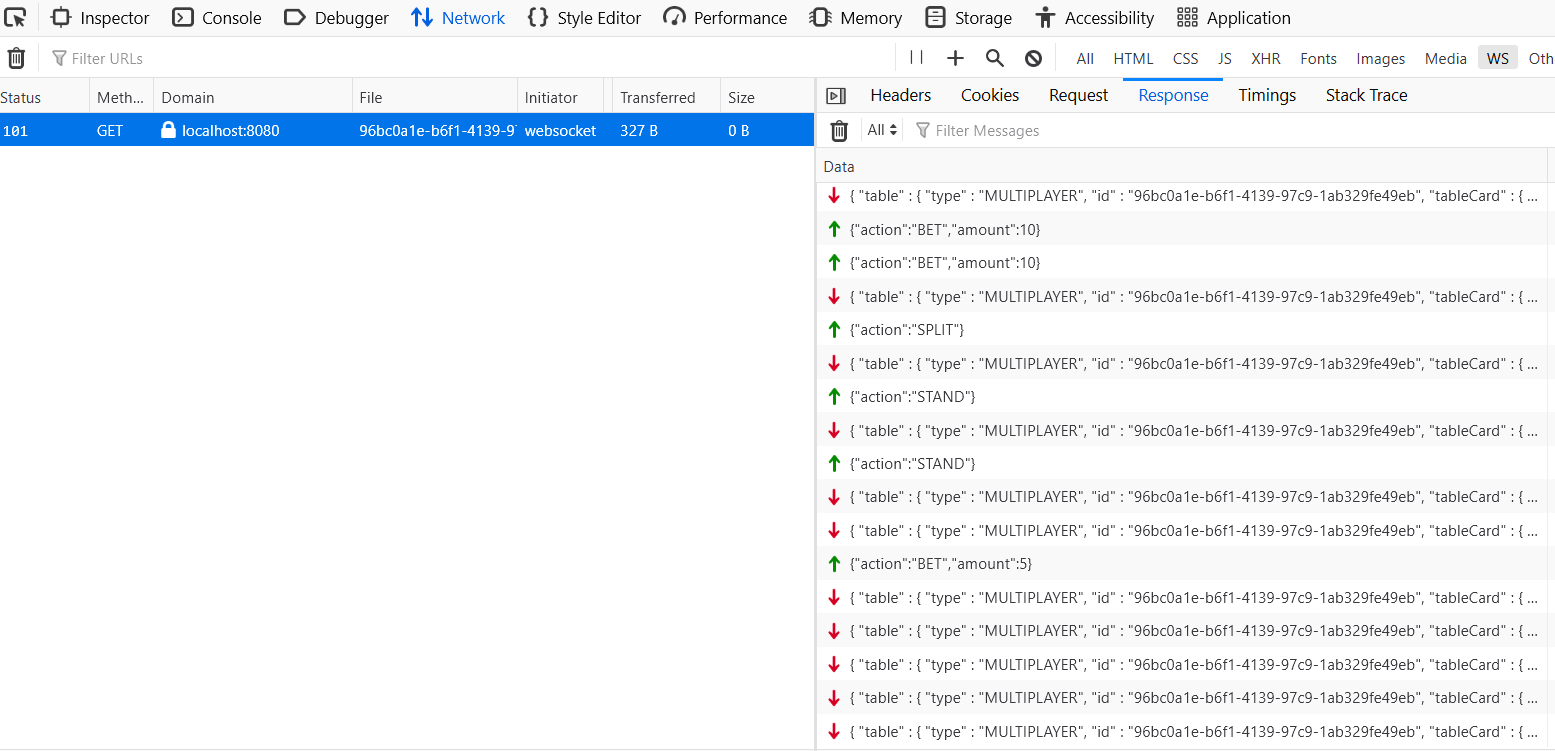 Inspector Console Debugger Network Style Editor Performance Memory Storage Accessibility Application
Filter URLs All HTML CSS JS XHR Fonts Images Media WS Oth
Status Meth... Domain File Initiator Transferred Size
101 GET localhost:8080 96bc0a1e-b6f1-4139-9 websocket 327 B 0 B
Headers Cookies Request Response Timings Stack Trace
All Filter Messages
Data
{ "table" : { "type" : "MULTIPLAYER", "id" : "96bc0a1e-b6f1-4139-97c9-1ab329fe49eb", "tableCard" : { ...
{"action":"BET","amount":10}
{"action":"BET","amount":10}
{ "table" : { "type" : "MULTIPLAYER", "id" : "96bc0a1e-b6f1-4139-97c9-1ab329fe49eb", "tableCard" : { ...
{"action":"SPLIT"}
{ "table" : { "type" : "MULTIPLAYER", "id" : "96bc0a1e-b6f1-4139-97c9-1ab329fe49eb", "tableCard" : { ...
{"action":"STAND"}
{ "table" : { "type" : "MULTIPLAYER", "id" : "96bc0a1e-b6f1-4139-97c9-1ab329fe49eb", "tableCard" : { ...
{"action":"STAND"}
{ "table" : { "type" : "MULTIPLAYER", "id" : "96bc0a1e-b6f1-4139-97c9-1ab329fe49eb", "tableCard" : { ...
{ "table" : { "type" : "MULTIPLAYER", "id" : "96bc0a1e-b6f1-4139-97c9-1ab329fe49eb", "tableCard" : { ...
{"action":"BET","amount":5}
{ "table" : { "type" : "MULTIPLAYER", "id" : "96bc0a1e-b6f1-4139-97c9-1ab329fe49eb", "tableCard" : { ...
{ "table" : { "type" : "MULTIPLAYER", "id" : "96bc0a1e-b6f1-4139-97c9-1ab329fe49eb", "tableCard" : { ...
{ "table" : { "type" : "MULTIPLAYER", "id" : "96bc0a1e-b6f1-4139-97c9-1ab329fe49eb", "tableCard" : { ...
{ "table" : { "type" : "MULTIPLAYER", "id" : "96bc0a1e-b6f1-4139-97c9-1ab329fe49eb", "tableCard" : { ...
{ "table" : { "type" : "MULTIPLAYER", "id" : "96bc0a1e-b6f1-4139-97c9-1ab329fe49eb", "tableCard" : { ...